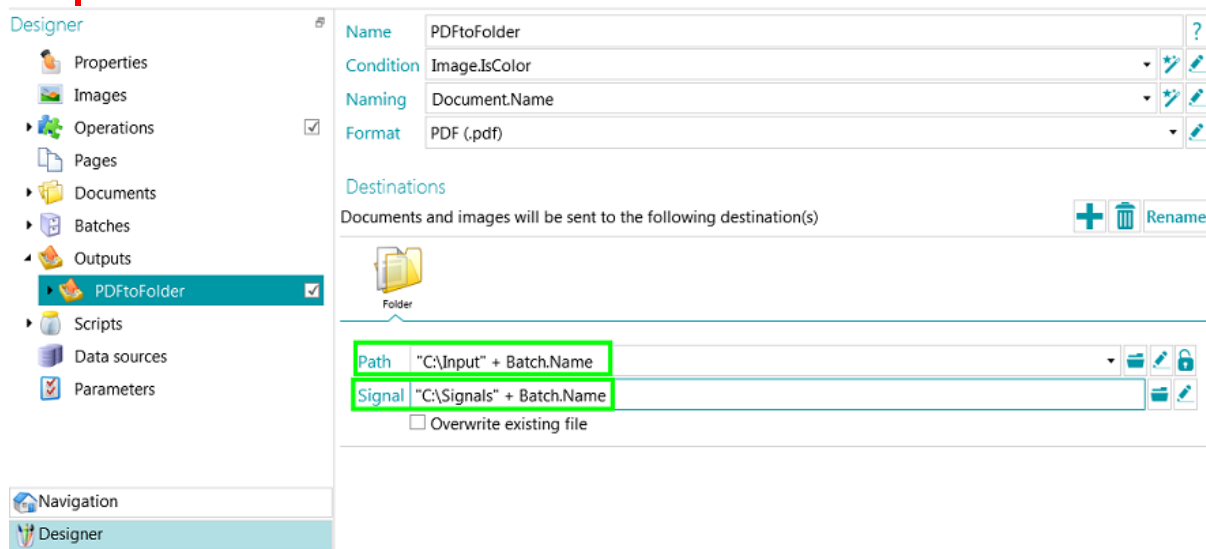 Designer
Properties
Images
Operations
Pages
Documents
Batches
Outputs
PDFtoFolder
Scripts
Data sources
Parameters
Navigation
Designer
Name PDFtoFolder ?
Condition Image.IsColor
Naming Document.Name
Format PDF (.pdf)
Destinations
Documents and images will be sent to the following destination(s) Rename
Folder
Path "C:\Input" + Batch.Name
Signal "C:\Signals" + Batch.Name
Overwrite existing file